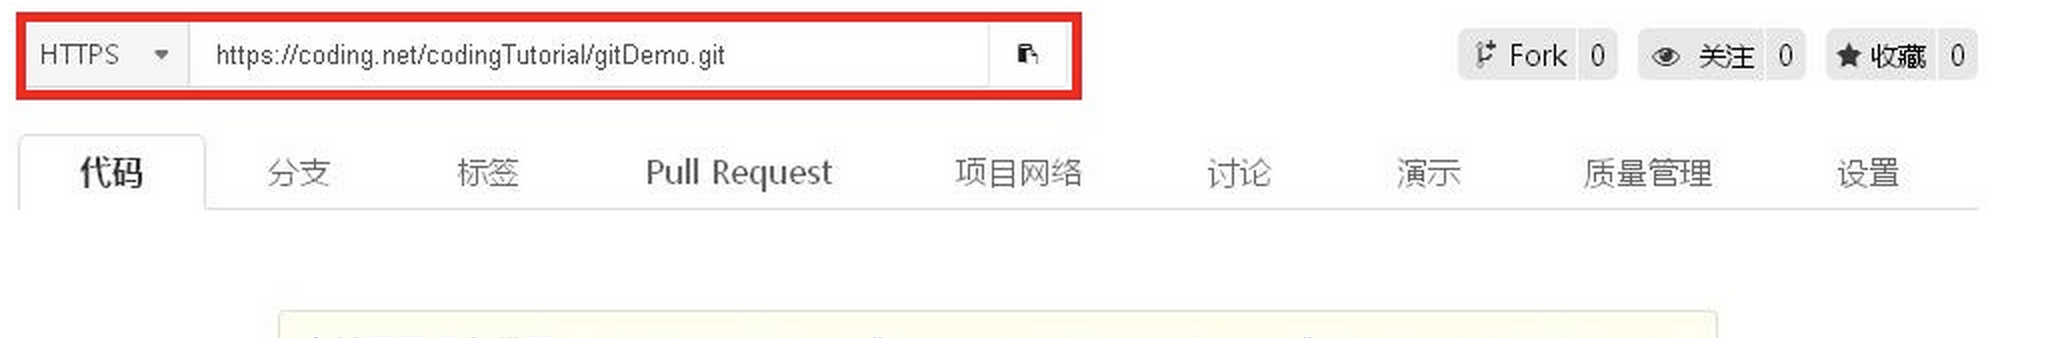 HTTPS https://coding.net/codingTutorial/gitDemo.git Fork 0 关注 0 收藏 0
代码 分支 标签 Pull Request 项目网络 讨论 演示 质量管理 设置